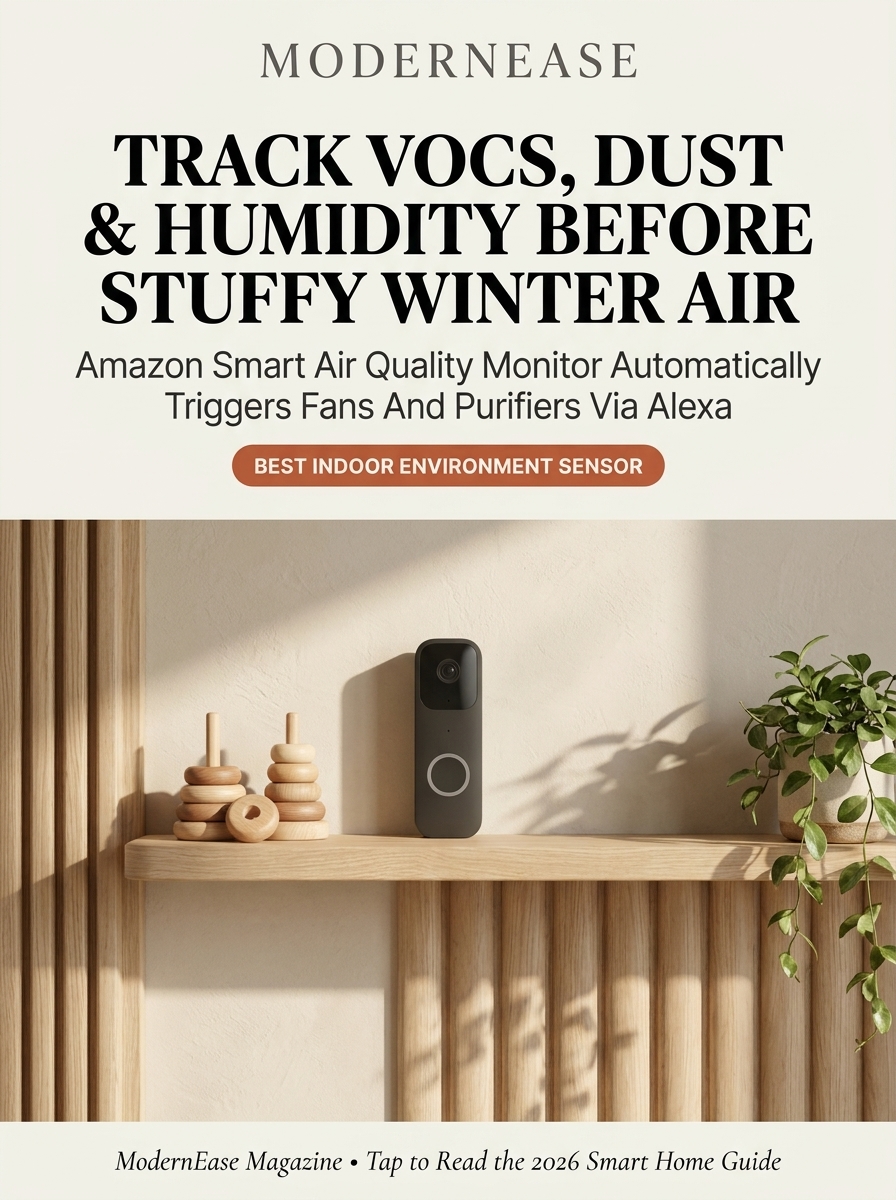 MODERNEASE
TRACK VOCS, DUST
& HUMIDITY BEFORE
STUFFY WINTER AIR
Amazon Smart Air Quality Monitor Automatically
Triggers Fans And Purifiers Via Alexa
BEST INDOOR ENVIRONMENT SENSOR
ModernEase Magazine • Tap to Read the 2026 Smart Home Guide